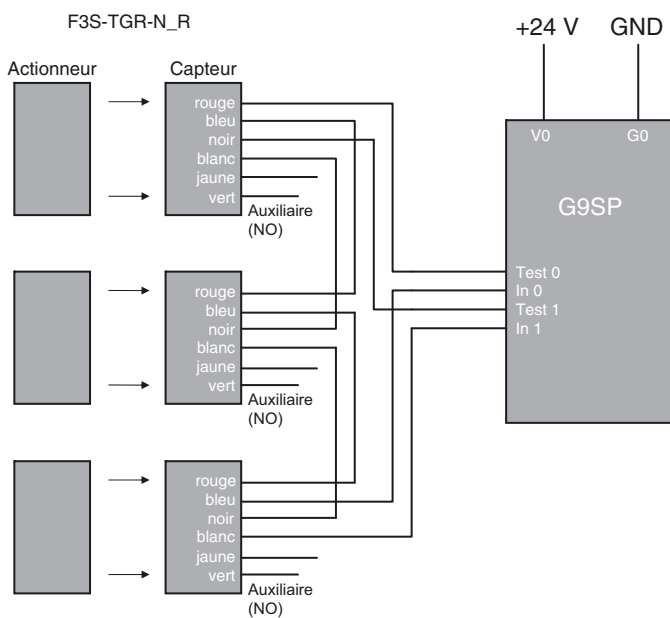 F3S-TGR-N_R
+24 V GND
Actionneur Capteur
rouge
bleu
noir
blanc
jaune
vert
Auxiliaire
(NO)
V0 G0
G9SP
Test 0
In 0
Test 1
In 1
rouge
bleu
noir
blanc
jaune
vert
Auxiliaire
(NO)
rouge
bleu
noir
blanc
jaune
vert
Auxiliaire
(NO)